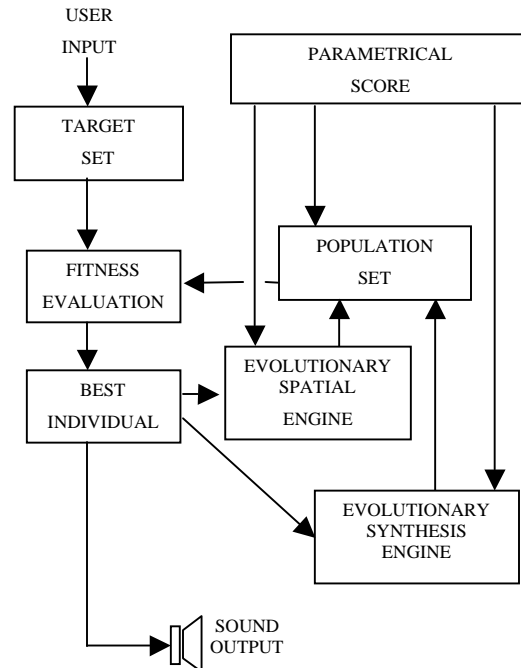 USER
INPUT
PARAMETRICAL
SCORE
TARGET
SET
POPULATION
SET
FITNESS
EVALUATION
EVOLUTIONARY
SPATIAL
ENGINE
BEST
INDIVIDUAL
EVOLUTIONARY
SYNTHESIS
ENGINE
SOUND
OUTPUT